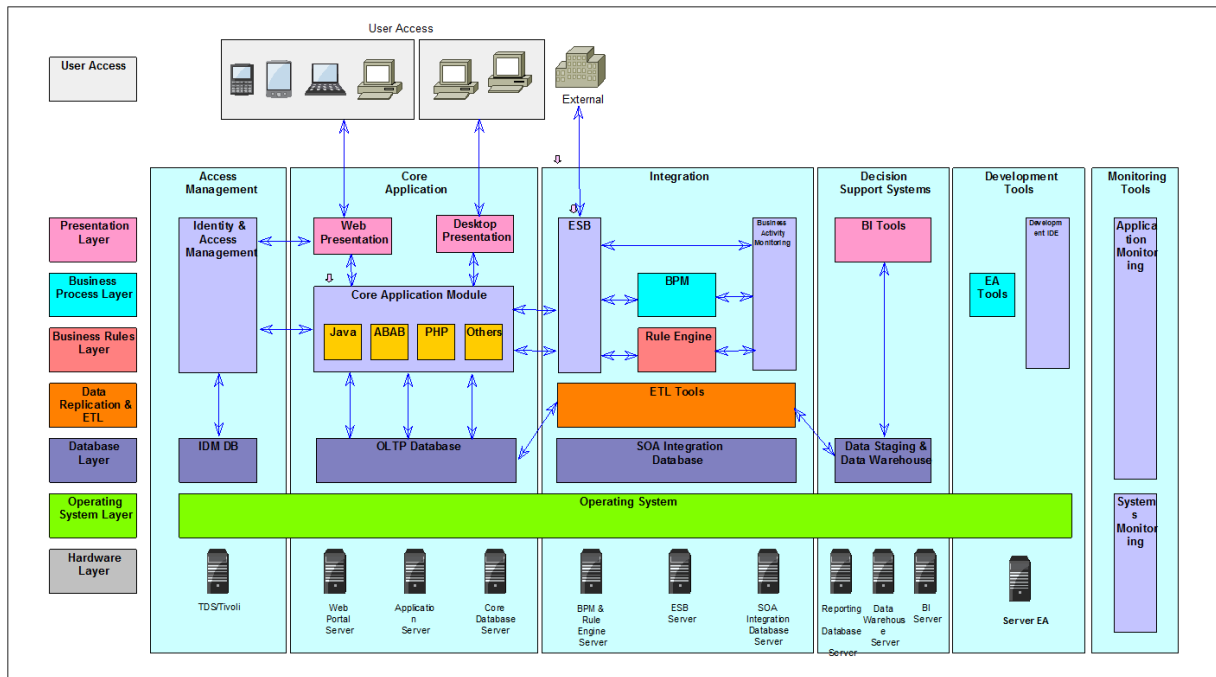 User Access
User Access
External
Access
Management
Core
Application
Integration
Decision
Support Systems
Development
Tools
Monitoring
Tools
Presentation
Layer
Business
Process Layer
Business Rules
Layer
Data
Replication &
ETL
Database
Layer
Operating
System Layer
Hardware
Layer
Identity &
Access
Management
Web
Presentation
Desktop
Presentation
Core Application Module
Java
ABAB
PHP
Others
ESB
Business
Activity
Monitoring
BPM
Rule Engine
BI Tools
EA
Tools
Developm
ent IDE
Applica
tion
Monitor
ing
ETL Tools
IDM DB
OLTP Database
SOA Integration
Database
Data Staging &
Data Warehouse
Operating System
System
s
Monitor
ing
TDS/Tivoli
Web
Portal
Server
Applicatio
n
Server
Core
Database
Server
BPM &
Rule
Engine
Server
ESB
Server
SOA
Integration
Database
Server
Reporting
Database
Server
Data
Warehous
e
Server
BI
Server
Server EA